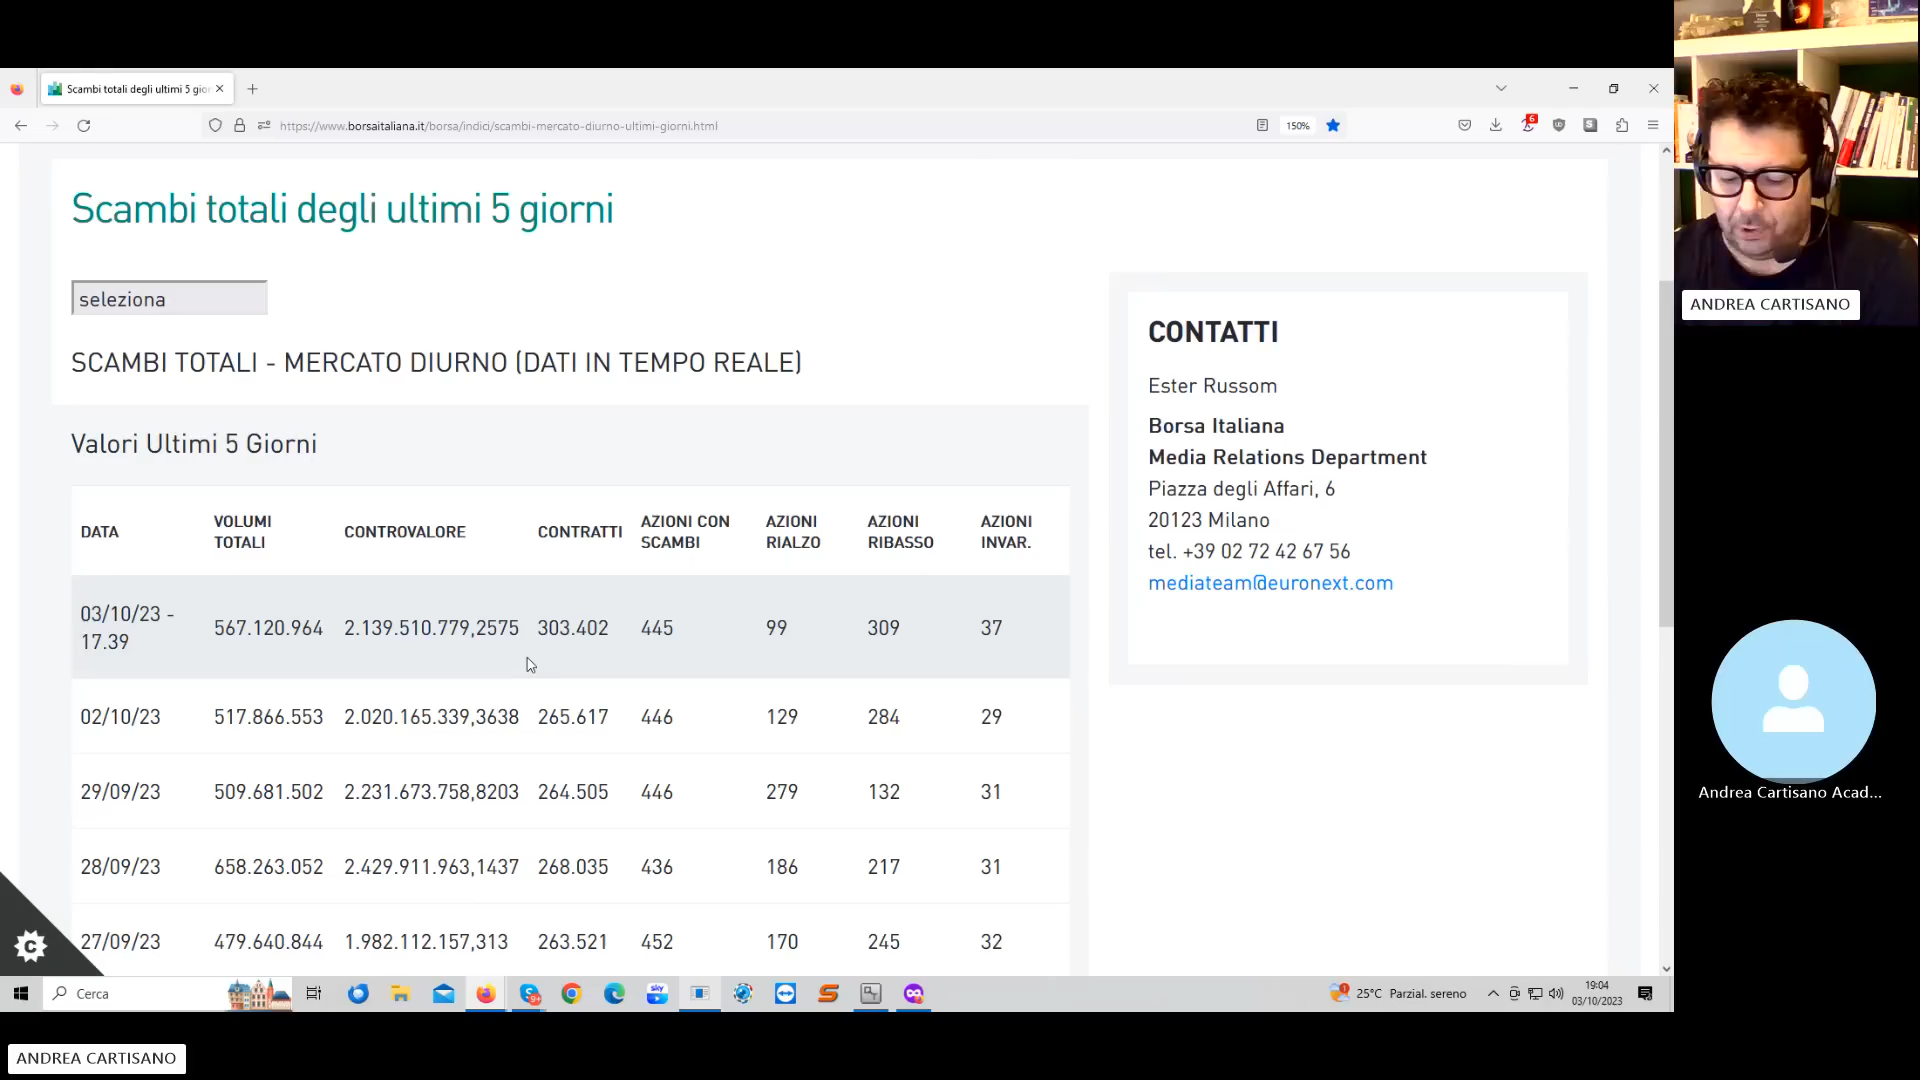 Scambi totali degli ultimi 5 gior
https://www.borsaitaliana.it/borsa/indici/scambi-mercato-diurno-ultimi-giorni.html
150%
6
Scambi totali degli ultimi 5 giorni
seleziona
SCAMBI TOTALI - MERCATO DIURNO (DATI IN TEMPO REALE)
Valori Ultimi 5 Giorni
DATA VOLUMI TOTALI CONTROVALORE CONTRATTI AZIONI CON SCAMBI AZIONI RIALZO AZIONI RIBASSO AZIONI INVAR.
03/10/23 - 17.39 567.120.964 2.139.510.779,2575 303.402 445 99 309 37
02/10/23 517.866.553 2.020.165.339,3638 265.617 446 129 284 29
29/09/23 509.681.502 2.231.673.758,8203 264.505 446 279 132 31
28/09/23 658.263.052 2.429.911.963,1437 268.035 436 186 217 31
27/09/23 479.640.844 1.982.112.157,313 263.521 452 170 245 32
CONTATTI
Ester Russom
Borsa Italiana
Media Relations Department
Piazza degli Affari, 6
20123 Milano
tel. +39 02 72 42 67 56
mediateam@euronext.com
ANDREA CARTISANO
Andrea Cartisano Acad...
Cerca
sky
25°C Parzial. sereno
19:04
03/10/2023
ANDREA CARTISANO